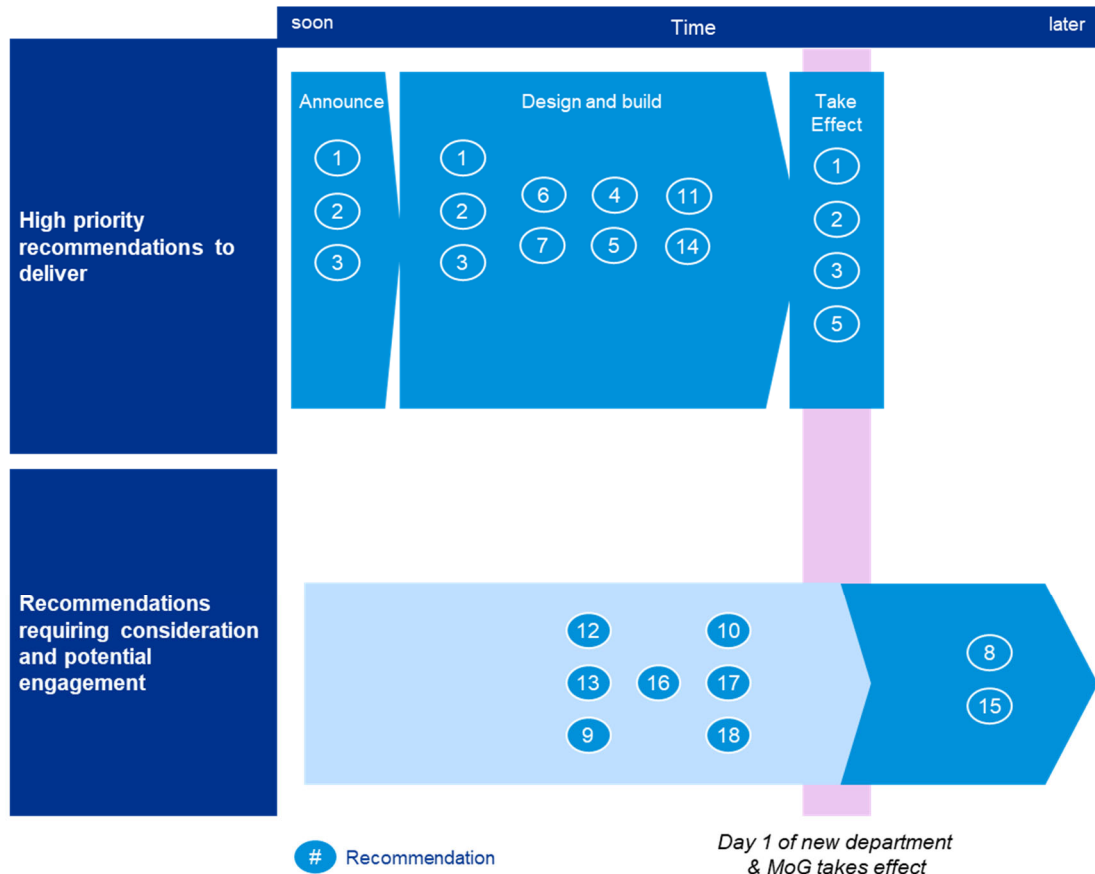 soon
Time
later
High priority
recommendations to
deliver
Announce
1
2
3
Design and build
1
2
3
6
7
4
5
11
14
Take
Effect
1
2
3
5
Recommendations
requiring consideration
and potential
engagement
12
13
9
16
10
17
18
8
15
# Recommendation
Day 1 of new department
& MoG takes effect